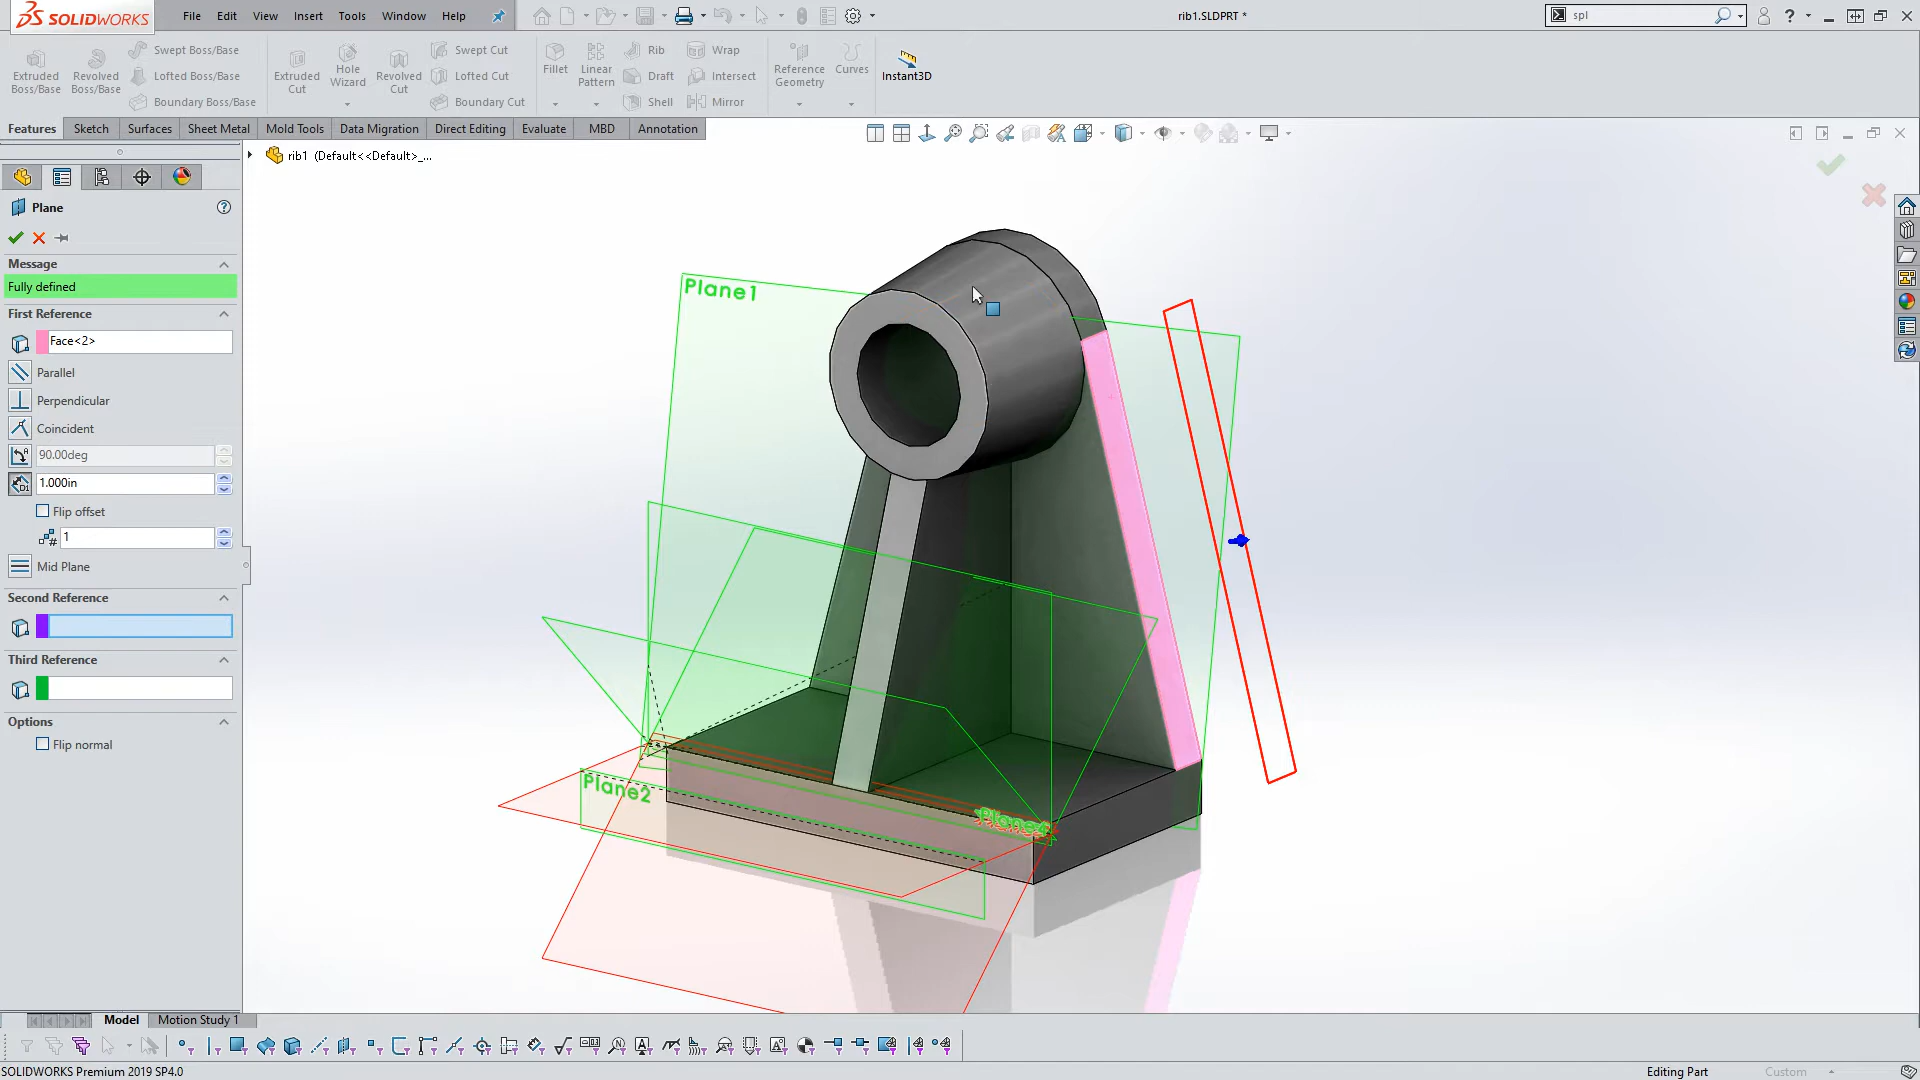 SOLIDWORKS File Edit View Insert Tools Window Help rib1.SLDPRT * spl ?
Extruded Boss/Base
Revolved Boss/Base
Swept Boss/Base
Lofted Boss/Base
Boundary Boss/Base
Extruded Cut
Hole Wizard
Revolved Cut
Swept Cut
Lofted Cut
Boundary Cut
Fillet
Linear Pattern
Rib
Draft
Shell
Wrap
Intersect
Mirror
Reference Geometry
Curves
Instant3D
Features Sketch Surfaces Sheet Metal Mold Tools Data Migration Direct Editing Evaluate MBD Annotation
rib1 (Default<<Default>_...
Plane
Message
Fully defined
First Reference
Face<2>
Parallel
Perpendicular
Coincident
90.00deg
1.000in
Flip offset
1
Mid Plane
Second Reference
Third Reference
Options
Flip normal
Plane1
Plane2
Plane4
Model Motion Study 1
SOLIDWORKS Premium 2019 SP4.0 Editing Part Custom